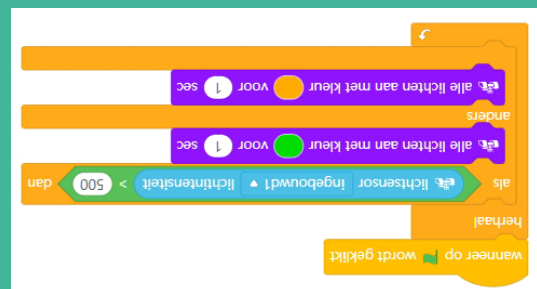 wanneer op wordt geklikt
herhaal
als lichtsensor ingebouwd1 lichtintensiteit > 500 dan
alle lichten aan met kleur voor 1 sec
anders
alle lichten aan met kleur voor 1 sec